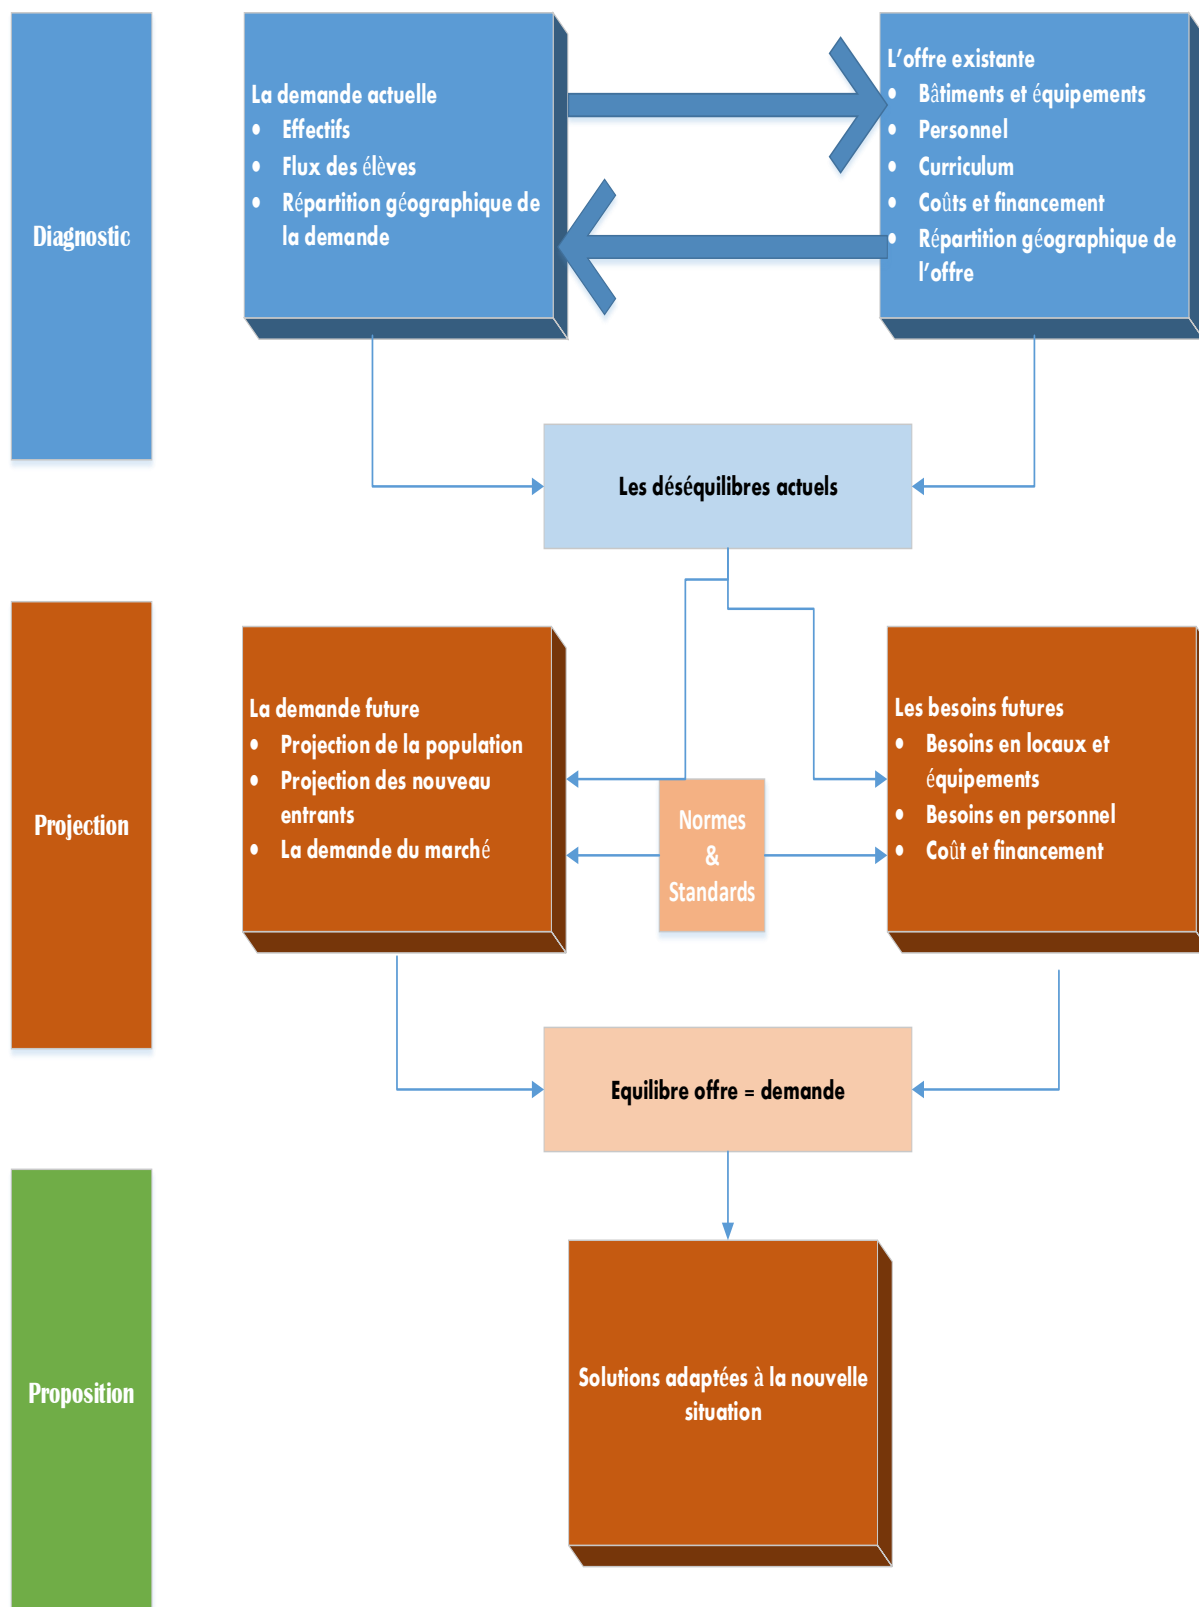 Diagnostic
La demande actuelle
• Effectifs
• Flux des élèves
• Répartition géographique de
la demande
L'offre existante
• Bâtiments et équipements
• Personnel
• Curriculum
• Coûts et financement
• Répartition géographique de
l'offre
Les déséquilibres actuels
Projection
La demande future
• Projection de la population
• Projection des nouveau
entrants
• La demande du marché
Normes
&
Standards
Les besoins futures
• Besoins en locaux et
équipements
• Besoins en personnel
• Coût et financement
Equilibre offre = demande
Proposition
Solutions adaptées à la nouvelle
situation